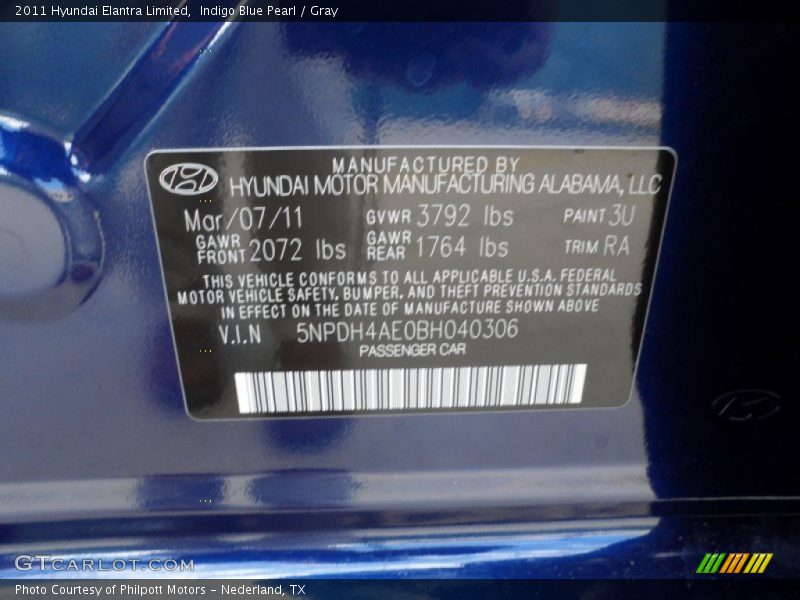 2011 Hyundai Elantra Limited,  Indigo Blue Pearl / Gray
MANUFACTURED BY
HYUNDAI MOTOR MANUFACTURING ALABAMA, LLC
Mar/07/11 GVWR 3792 lbs PAINT 3U
GAWR FRONT 2072 lbs GAWR REAR 1764 lbs TRIM RA
THIS VEHICLE CONFORMS TO ALL APPLICABLE U.S.A. FEDERAL
MOTOR VEHICLE SAFETY, BUMPER, AND THEFT PREVENTION STANDARDS
IN EFFECT ON THE DATE OF MANUFACTURE SHOWN ABOVE
V.I.N 5NPDH4AE0BH040306
PASSENGER CAR
GTCARLOT.COM
Photo Courtesy of Philpott Motors - Nederland, TX